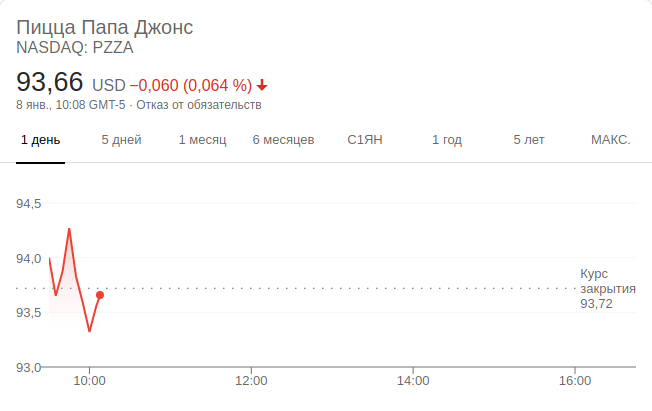 Пицца Папа Джонс
NASDAQ: PZZA
93,66 USD −0,060 (0,064 %)
8 янв., 10:08 GMT-5 · Отказ от обязательств
1 день 5 дней 1 месяц 6 месяцев С1ЯН 1 год 5 лет МАКС.
94,5
94,0
93,5
93,0
Курс
закрытия
93,72
10:00 12:00 14:00 16:00